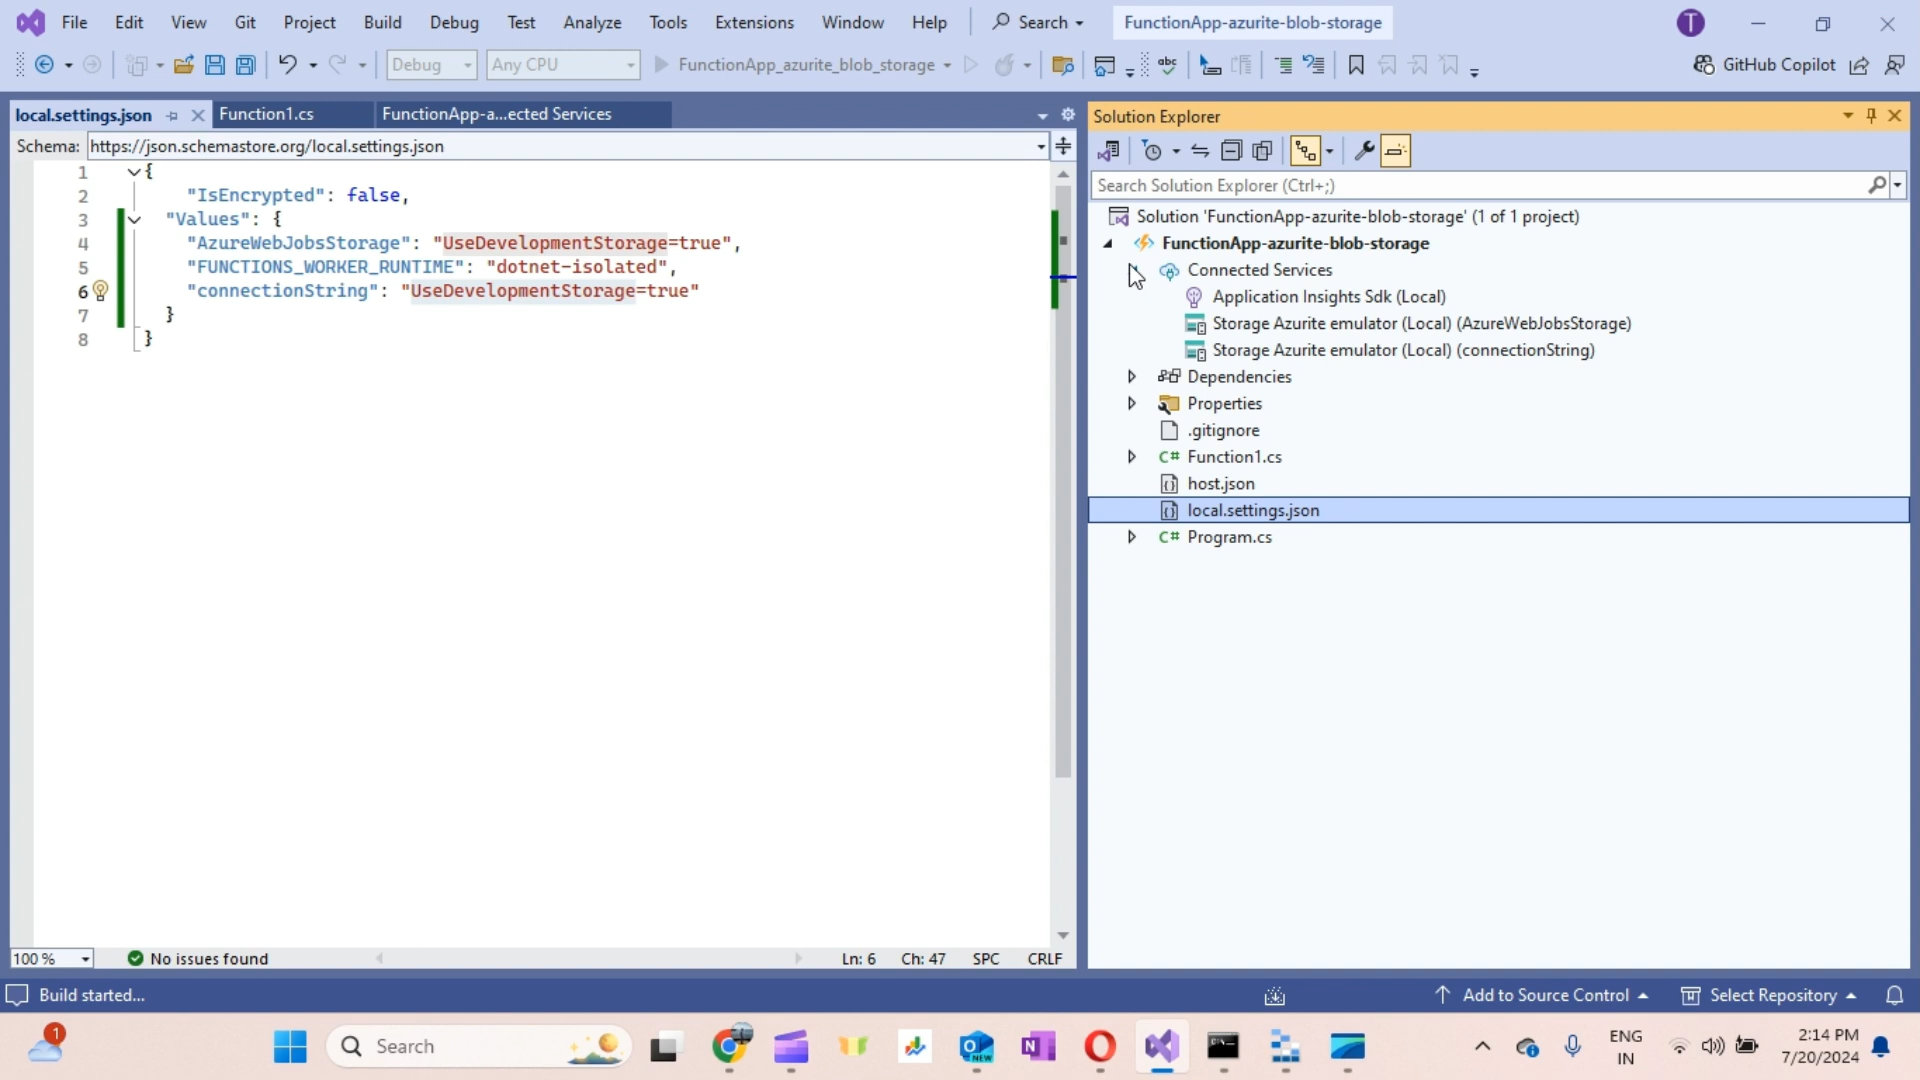 File Edit View Git Project Build Debug Test Analyze Tools Extensions Window Help Search FunctionApp-azurite-blob-storage T
Debug Any CPU FunctionApp_azurite_blob_storage GitHub Copilot
local.settings.json Function1.cs FunctionApp-a...ected Services
Schema: https://json.schemastore.org/local.settings.json
1 {
2 "IsEncrypted": false,
3 "Values": {
4 "AzureWebJobsStorage": "UseDevelopmentStorage=true",
5 "FUNCTIONS_WORKER_RUNTIME": "dotnet-isolated",
6 "connectionString": "UseDevelopmentStorage=true"
7 }
8 }
100 % No issues found Ln: 6 Ch: 47 SPC CRLF
Solution Explorer
Search Solution Explorer (Ctrl+;)
Solution 'FunctionApp-azurite-blob-storage' (1 of 1 project)
FunctionApp-azurite-blob-storage
Connected Services
Application Insights Sdk (Local)
Storage Azurite emulator (Local) (AzureWebJobsStorage)
Storage Azurite emulator (Local) (connectionString)
Dependencies
Properties
.gitignore
C# Function1.cs
host.json
local.settings.json
C# Program.cs
Build started... Add to Source Control Select Repository
1 Search ENG 2:14 PM
IN 7/20/2024